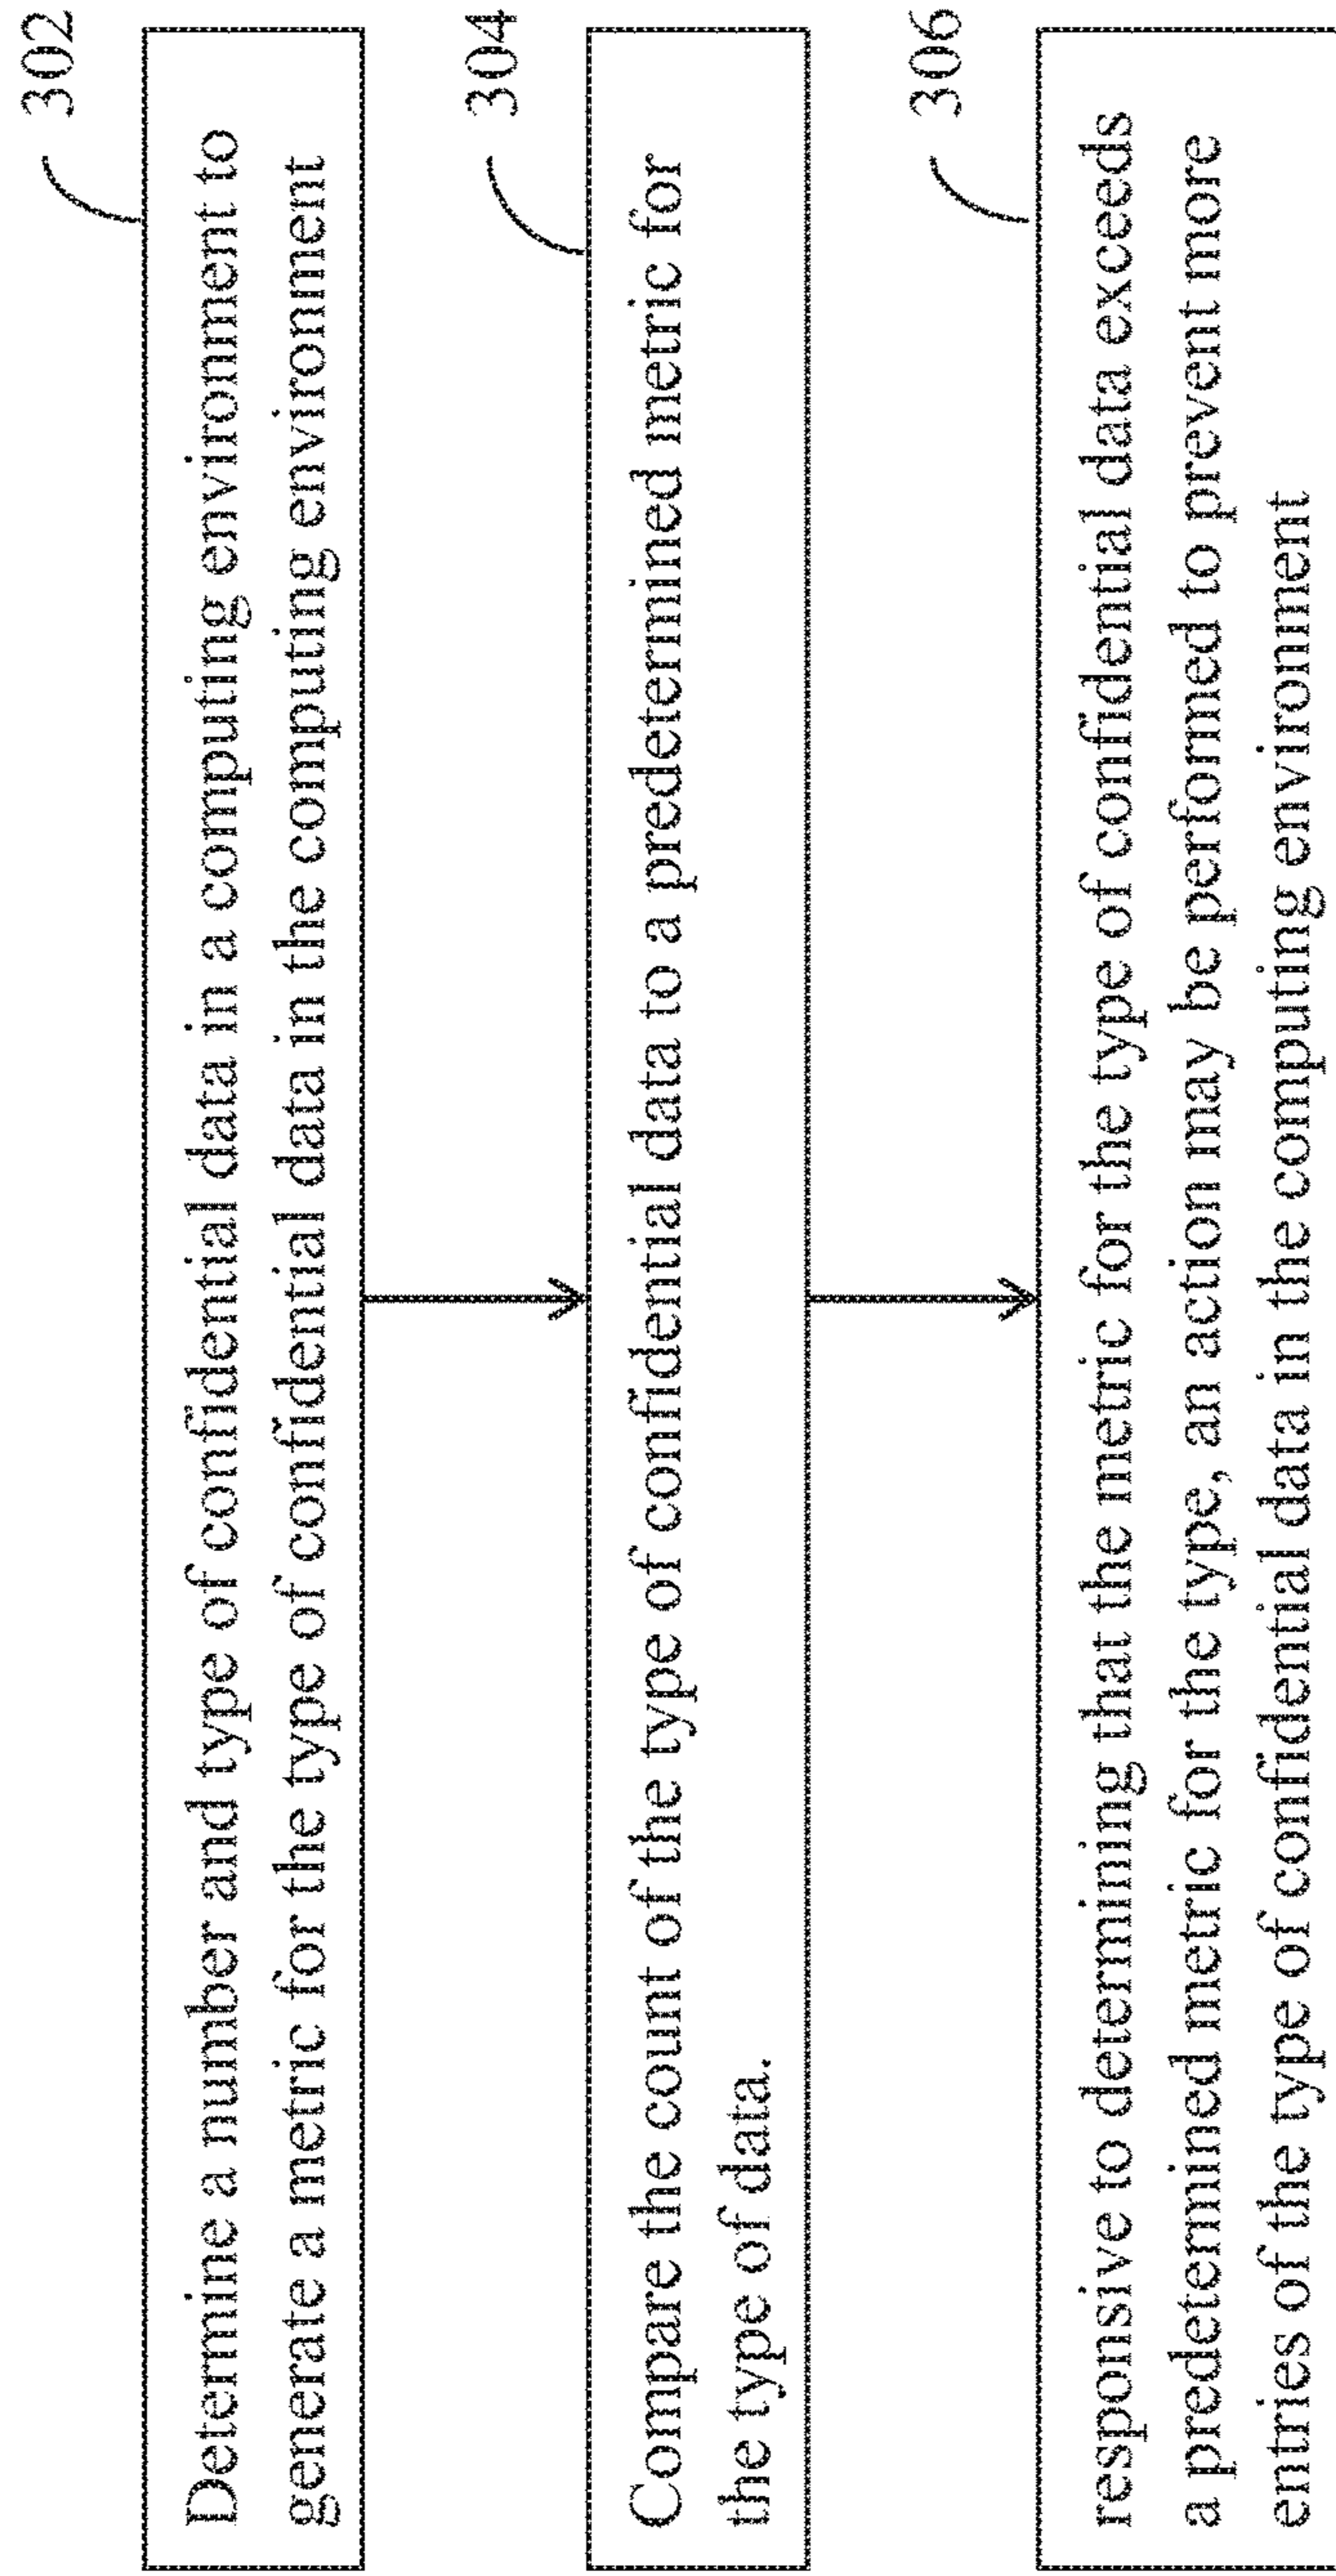 302
Determine a number and type of confidential data in a computing environment to
generate a metric for the type of confidential data in the computing environment
304
Compare the count of the type of confidential data to a predetermined metric for
the type of data.
306
responsive to determining that the metric for the type of confidential data exceeds
a predetermined metric for the type, an action may be performed to prevent more
entries of the type of confidential data in the computing environment